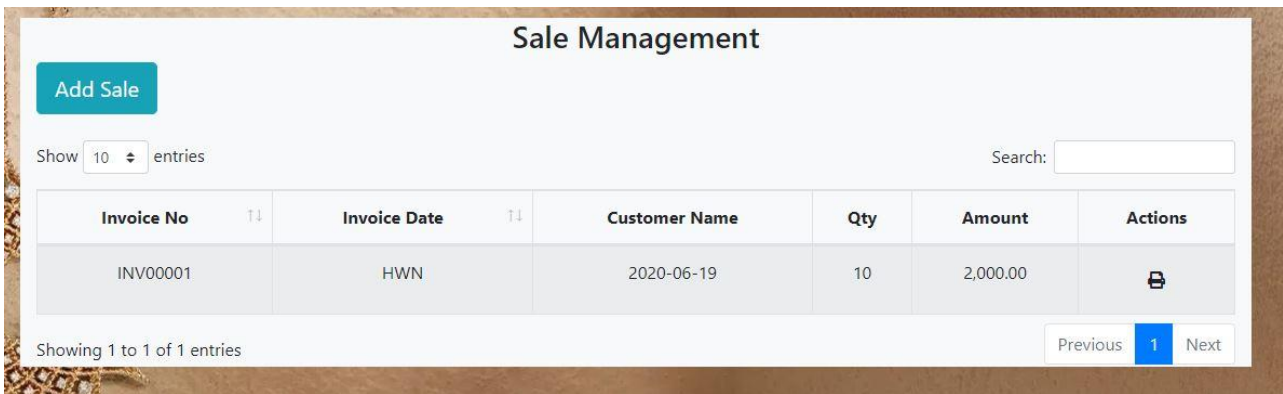 Sale Management
Add Sale
Show 10 entries Search:
Invoice No Invoice Date Customer Name Qty Amount Actions
INV00001 HWN 2020-06-19 10 2,000.00
Showing 1 to 1 of 1 entries Previous 1 Next